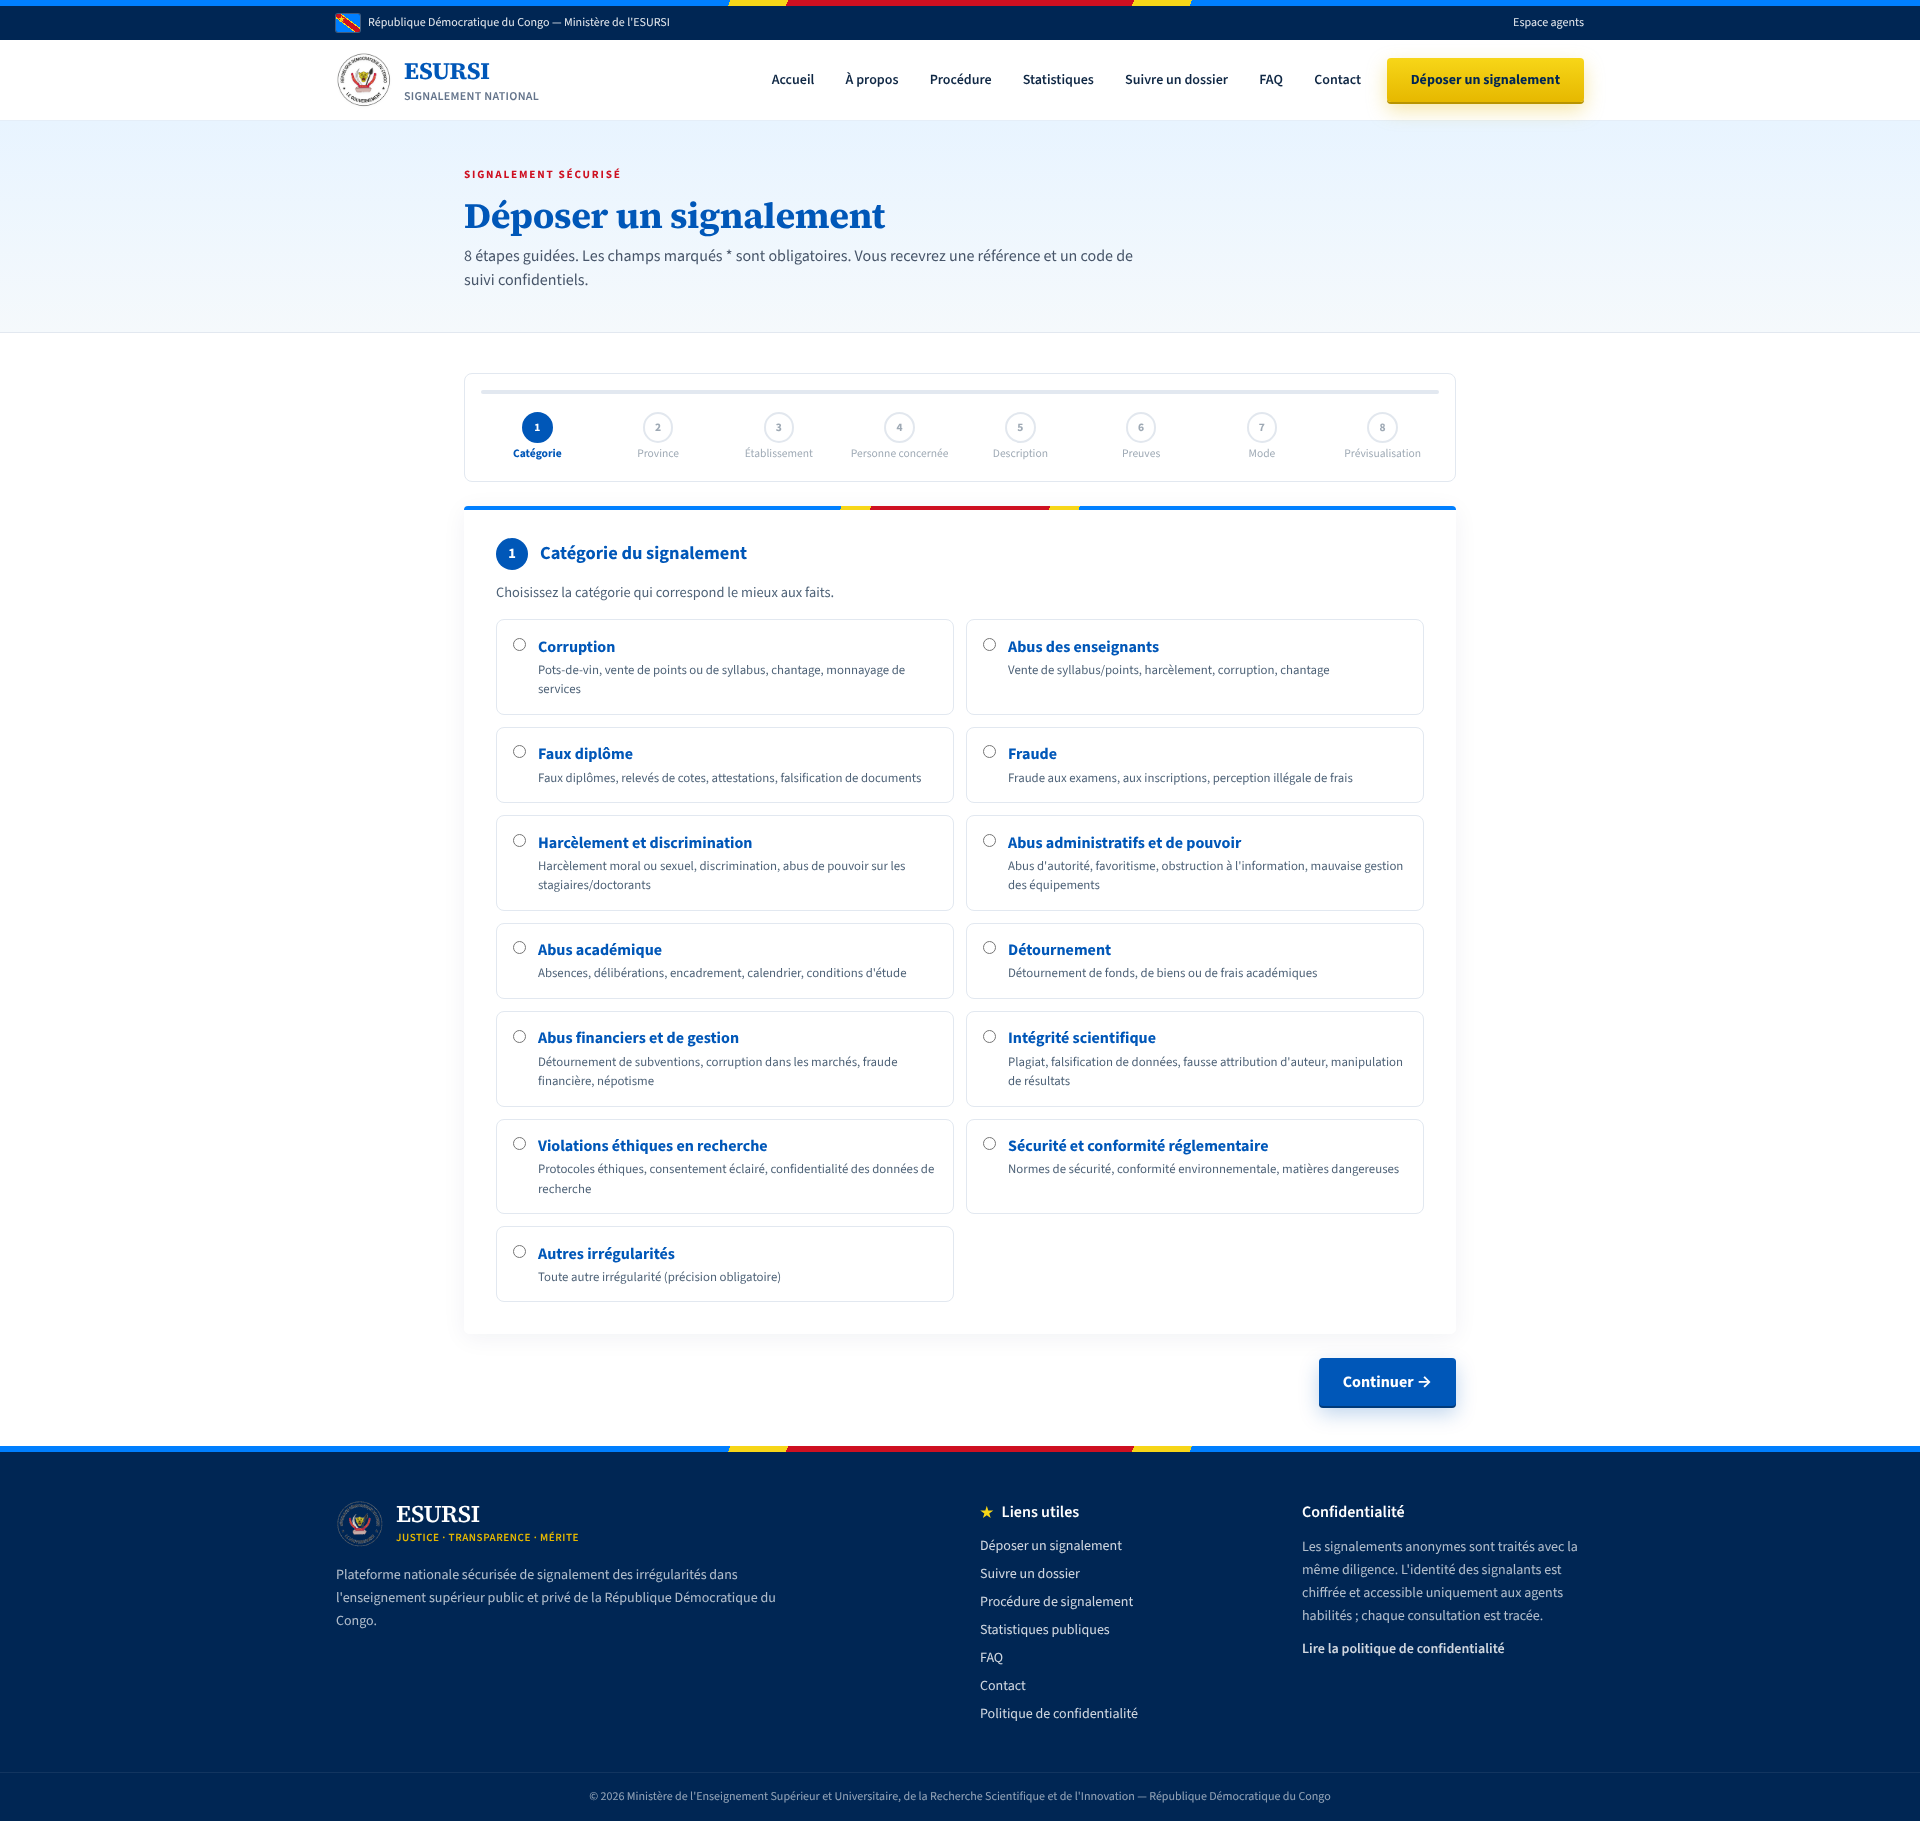 République Démocratique du Congo — Ministère de l'ESURSI
Espace agents
ESURSI
SIGNALEMENT NATIONAL
Accueil
À propos
Procédure
Statistiques
Suivre un dossier
FAQ
Contact
Déposer un signalement
SIGNALEMENT SÉCURISÉ
Déposer un signalement
8 étapes guidées. Les champs marqués * sont obligatoires. Vous recevrez une référence et un code de
suivi confidentiels.
1
Catégorie
2
Province
3
Établissement
4
Personne concernée
5
Description
6
Preuves
7
Mode
8
Prévisualisation
1 Catégorie du signalement
Choisissez la catégorie qui correspond le mieux aux faits.
Corruption
Pots-de-vin, vente de points ou de syllabus, chantage, monnayage de
services
Abus des enseignants
Vente de syllabus/points, harcèlement, corruption, chantage
Faux diplôme
Faux diplômes, relevés de cotes, attestations, falsification de documents
Fraude
Fraude aux examens, aux inscriptions, perception illégale de frais
Harcèlement et discrimination
Harcèlement moral ou sexuel, discrimination, abus de pouvoir sur les
stagiaires/doctorants
Abus administratifs et de pouvoir
Abus d'autorité, favoritisme, obstruction à l'information, mauvaise gestion
des équipements
Abus académique
Absences, délibérations, encadrement, calendrier, conditions d'étude
Détournement
Détournement de fonds, de biens ou de frais académiques
Abus financiers et de gestion
Détournement de subventions, corruption dans les marchés, fraude
financière, népotisme
Intégrité scientifique
Plagiat, falsification de données, fausse attribution d'auteur, manipulation
de résultats
Violations éthiques en recherche
Protocoles éthiques, consentement éclairé, confidentialité des données de
recherche
Sécurité et conformité réglementaire
Normes de sécurité, conformité environnementale, matières dangereuses
Autres irrégularités
Toute autre irrégularité (précision obligatoire)
Continuer →
ESURSI
JUSTICE · TRANSPARENCE · MÉRITE
Plateforme nationale sécurisée de signalement des irrégularités dans
l'enseignement supérieur public et privé de la République Démocratique du
Congo.
★ Liens utiles
Déposer un signalement
Suivre un dossier
Procédure de signalement
Statistiques publiques
FAQ
Contact
Politique de confidentialité
Confidentialité
Les signalements anonymes sont traités avec la
même diligence. L'identité des signalants est
chiffrée et accessible uniquement aux agents
habilités ; chaque consultation est tracée.
Lire la politique de confidentialité
© 2026 Ministère de l'Enseignement Supérieur et Universitaire, de la Recherche Scientifique et de l'Innovation — République Démocratique du Congo